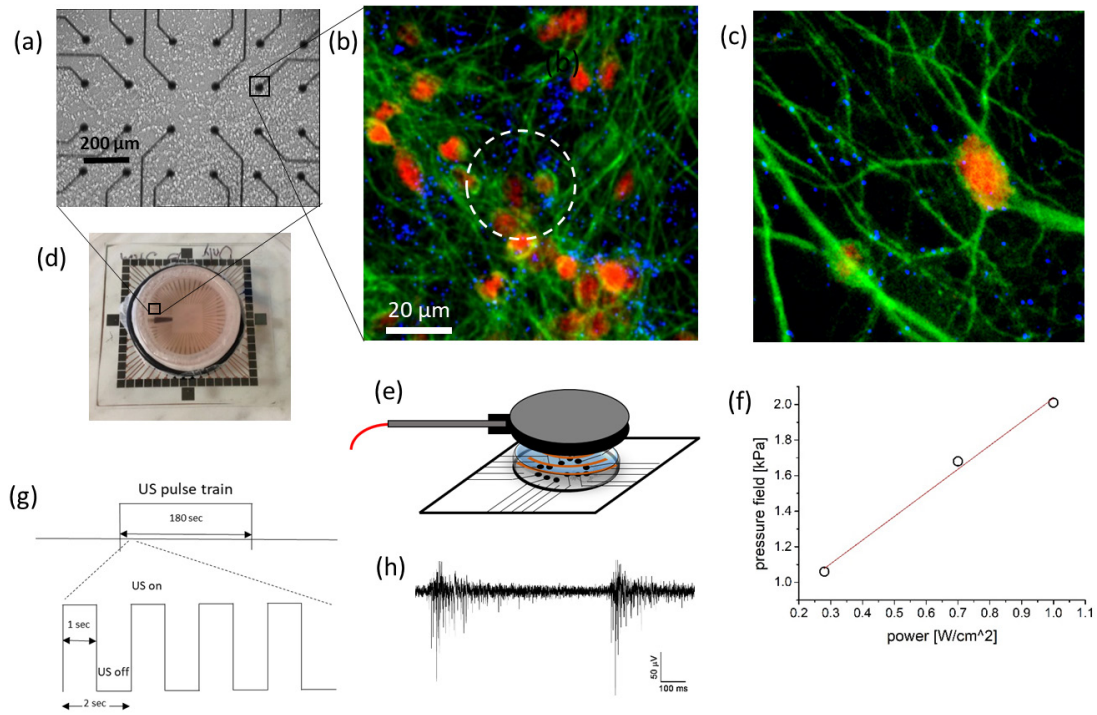 (a)
200 µm
(b)
(b)
20 µm
(c)
(d)
(e)
(f)
pressure field [kPa]
2.0
1.8
1.6
1.4
1.2
1.0
0.2 0.3 0.4 0.5 0.6 0.7 0.8 0.9 1.0 1.1
power [W/cm^2]
(g)
US pulse train
180 sec
US on
1 sec
US off
2 sec
(h)
50 µV
100 ms